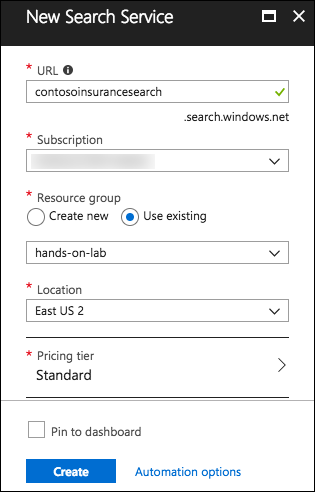 New Search Service
* URL
contosoinsurancesearch
.search.windows.net
* Subscription
* Resource group
Create new Use existing
hands-on-lab
* Location
East US 2
* Pricing tier
Standard
Pin to dashboard
Create Automation options